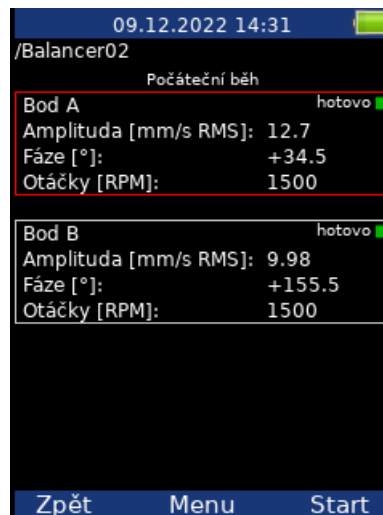 09.12.2022 14:31
/Balancer02
Počáteční běh
Bod A hotovo
Amplituda [mm/s RMS]: 12.7
Fáze [°]: +34.5
Otáčky [RPM]: 1500
Bod B hotovo
Amplituda [mm/s RMS]: 9.98
Fáze [°]: +155.5
Otáčky [RPM]: 1500
Zpět Menu Start